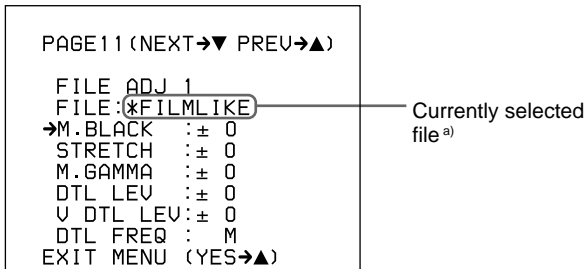 PAGE11(NEXT→▼ PREV→▲)
FILE ADJ 1
FILE:*FILMLIKE
→M.BLACK :± 0
STRETCH :± 0
M.GAMMA :± 0
DTL LEV :± 0
V DTL LEV:± 0
DTL FREQ : M
EXIT MENU (YES→▲)
Currently selected
file a)